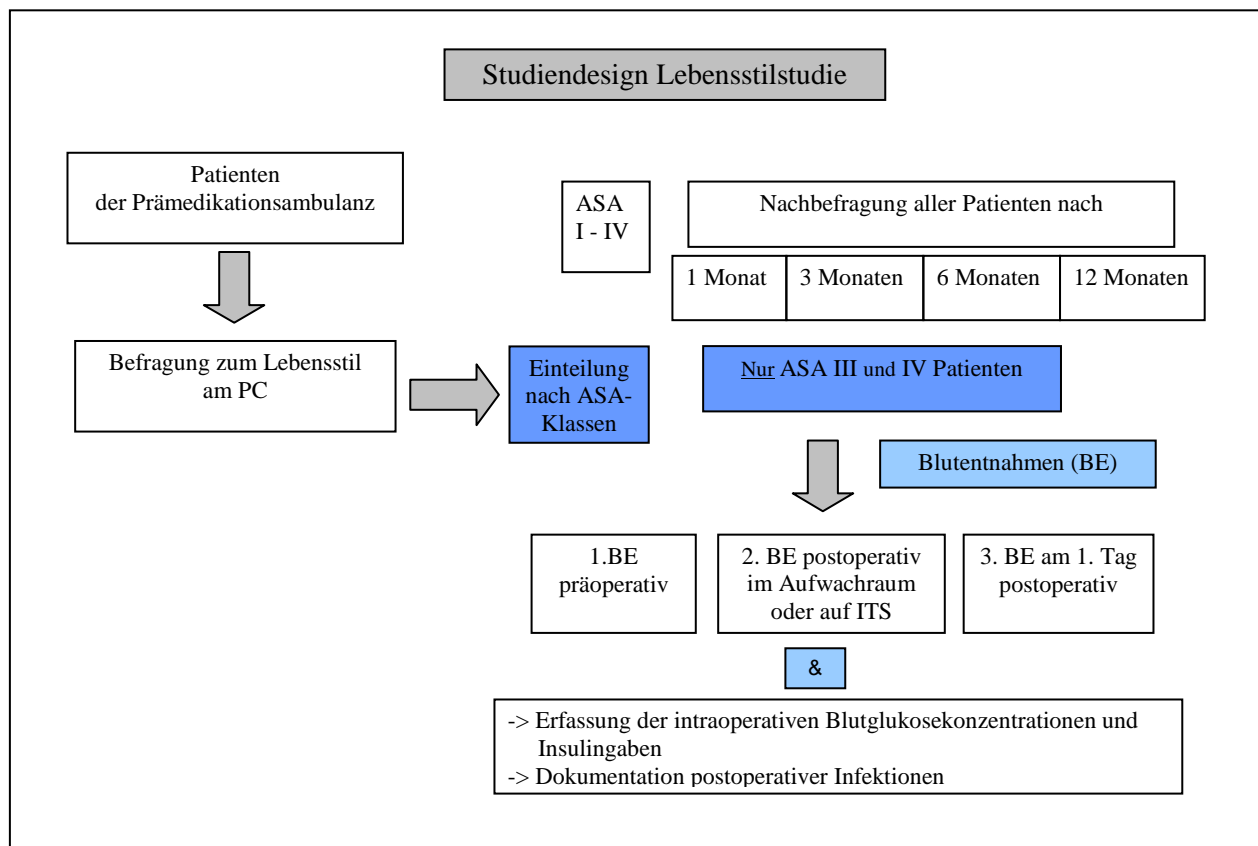 Studiendesign Lebensstilstudie
Patienten
der Prämedikationsambulanz
Befragung zum Lebensstil
am PC
Einteilung
nach ASA-
Klassen
ASA
I - IV
Nachbefragung aller Patienten nach
1 Monat
3 Monaten
6 Monaten
12 Monaten
Nur ASA III und IV Patienten
Blutentnahmen (BE)
1.BE
präoperativ
2. BE postoperativ
im Aufwachraum
oder auf ITS
3. BE am 1. Tag
postoperativ
&
-> Erfassung der intraoperativen Blutglukosekonzentrationen und
Insulingaben
-> Dokumentation postoperativer Infektionen